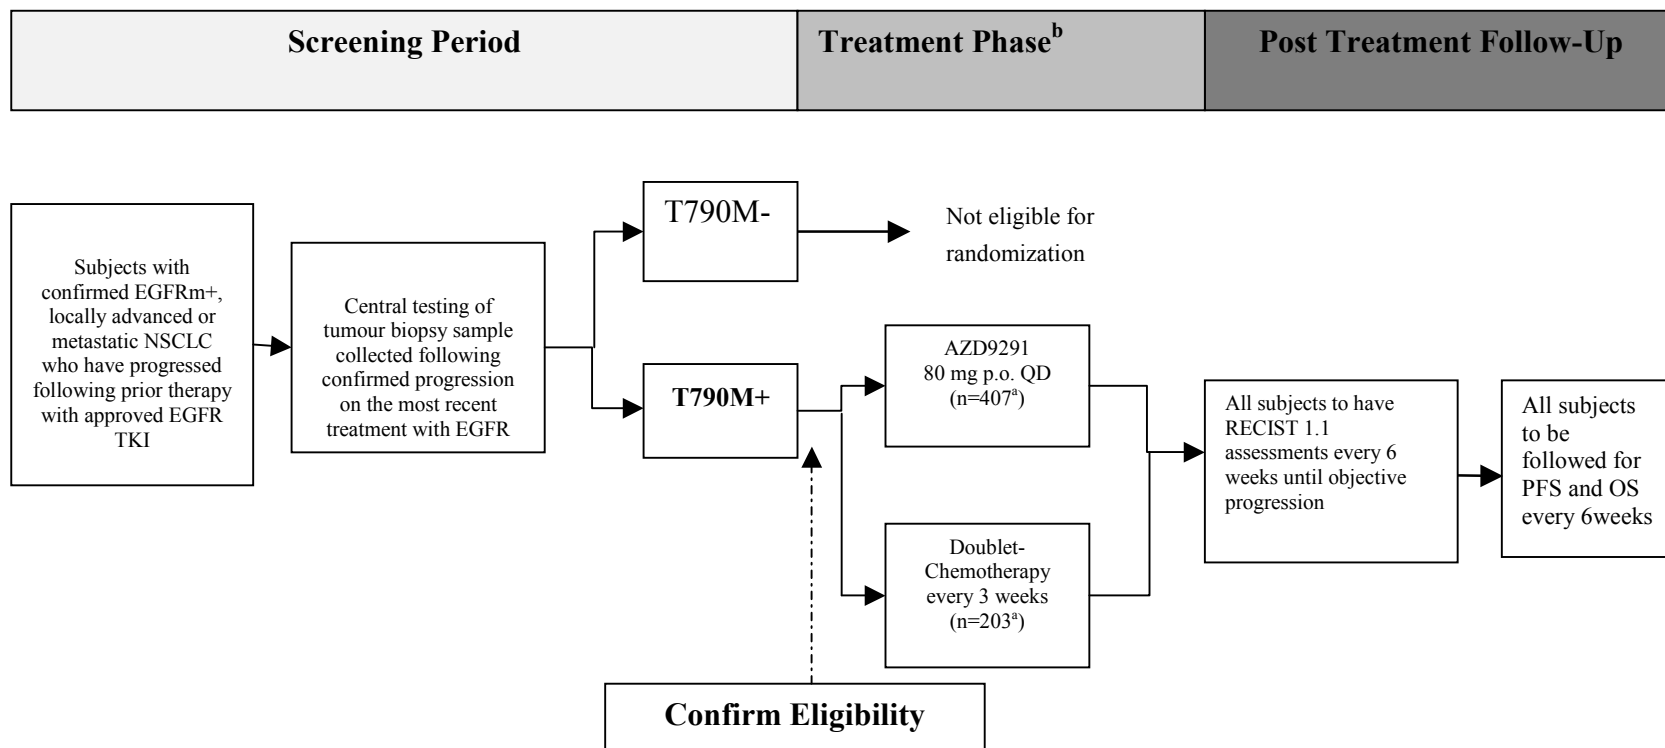 Screening Period
Treatment Phaseᵇ
Post Treatment Follow-Up
Subjects with
confirmed EGFRm+,
locally advanced or
metastatic NSCLC
who have progressed
following prior therapy
with approved EGFR
TKI
Central testing of
tumour biopsy sample
collected following
confirmed progression
on the most recent
treatment with EGFR
T790M-
Not eligible for
randomization
T790M+
AZD9291
80 mg p.o. QD
(n=407ᵃ)
Doublet-
Chemotherapy
every 3 weeks
(n=203ᵃ)
All subjects to have
RECIST 1.1
assessments every 6
weeks until objective
progression
All subjects
to be
followed for
PFS and OS
every 6weeks
Confirm Eligibility